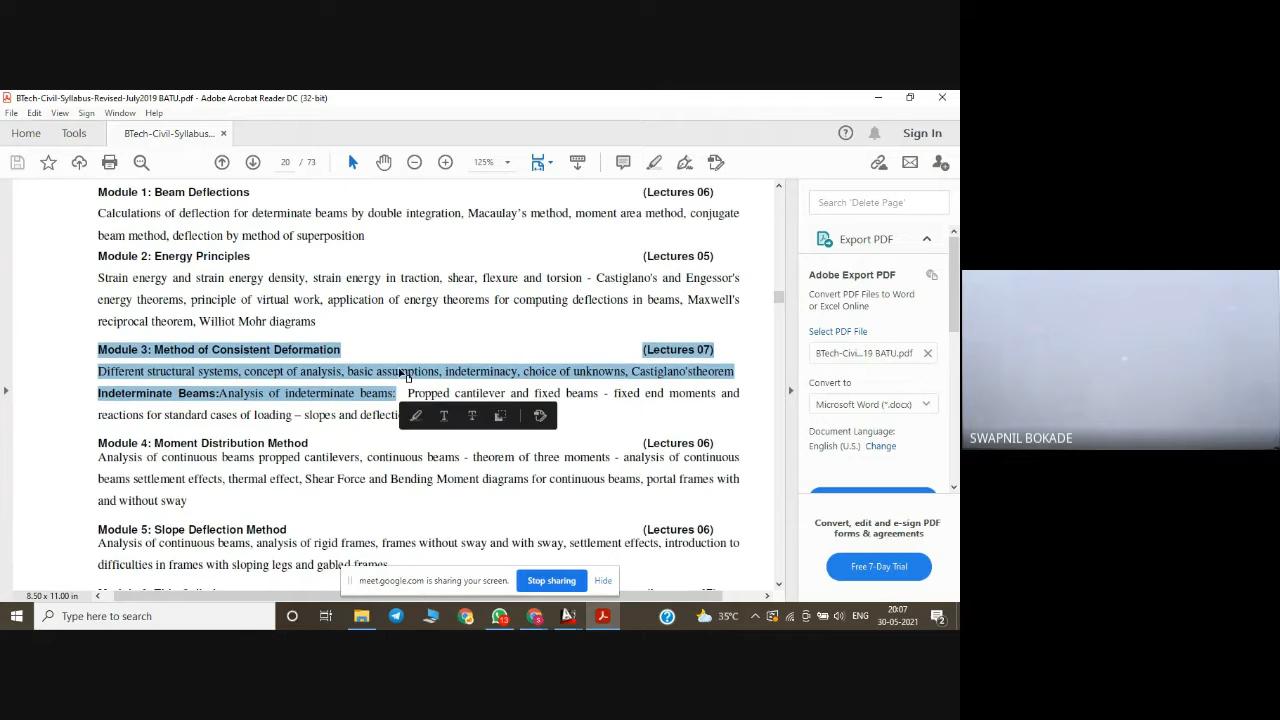 BTech-Civil-Syllabus-Revised-July2019 BATU.pdf - Adobe Acrobat Reader DC (32-bit)
File Edit View Sign Window Help
Home Tools BTech-Civil-Syllabus... × Sign In
20 / 73 125%
Module 1: Beam Deflections (Lectures 06)
Calculations of deflection for determinate beams by double integration, Macaulay's method, moment area method, conjugate
beam method, deflection by method of superposition
Module 2: Energy Principles (Lectures 05)
Strain energy and strain energy density, strain energy in traction, shear, flexure and torsion - Castiglano's and Engessor's
energy theorems, principle of virtual work, application of energy theorems for computing deflections in beams, Maxwell's
reciprocal theorem, Williot Mohr diagrams
Module 3: Method of Consistent Deformation (Lectures 07)
Different structural systems, concept of analysis, basic assumptions, indeterminacy, choice of unknowns, Castiglano'stheorem
Indeterminate Beams:Analysis of indeterminate beams: Propped cantilever and fixed beams - fixed end moments and
reactions for standard cases of loading – slopes and
Module 4: Moment Distribution Method (Lectures 06)
Analysis of continuous beams propped cantilevers, continuous beams - theorem of three moments - analysis of continuous
beams settlement effects, thermal effect, Shear Force and Bending Moment diagrams for continuous beams, portal frames with
and without sway
Module 5: Slope Deflection Method (Lectures 06)
Analysis of continuous beams, analysis of rigid frames, frames without sway and with sway, settlement effects, introduction to
difficulties in frames with sloping legs and gabled frames
meet.google.com is sharing your screen. Stop sharing Hide
8.50 x 11.00 in
Search 'Delete Page'
Export PDF
Adobe Export PDF
Convert PDF Files to Word
or Excel Online
Select PDF File
BTech-Civi...19 BATU.pdf
Convert to
Microsoft Word (*.docx)
Document Language:
English (U.S.) Change
Convert, edit and e-sign PDF
forms & agreements
Free 7-Day Trial
SWAPNIL BOKADE
Type here to search
13
35°C ENG 20:07
30-05-2021
2